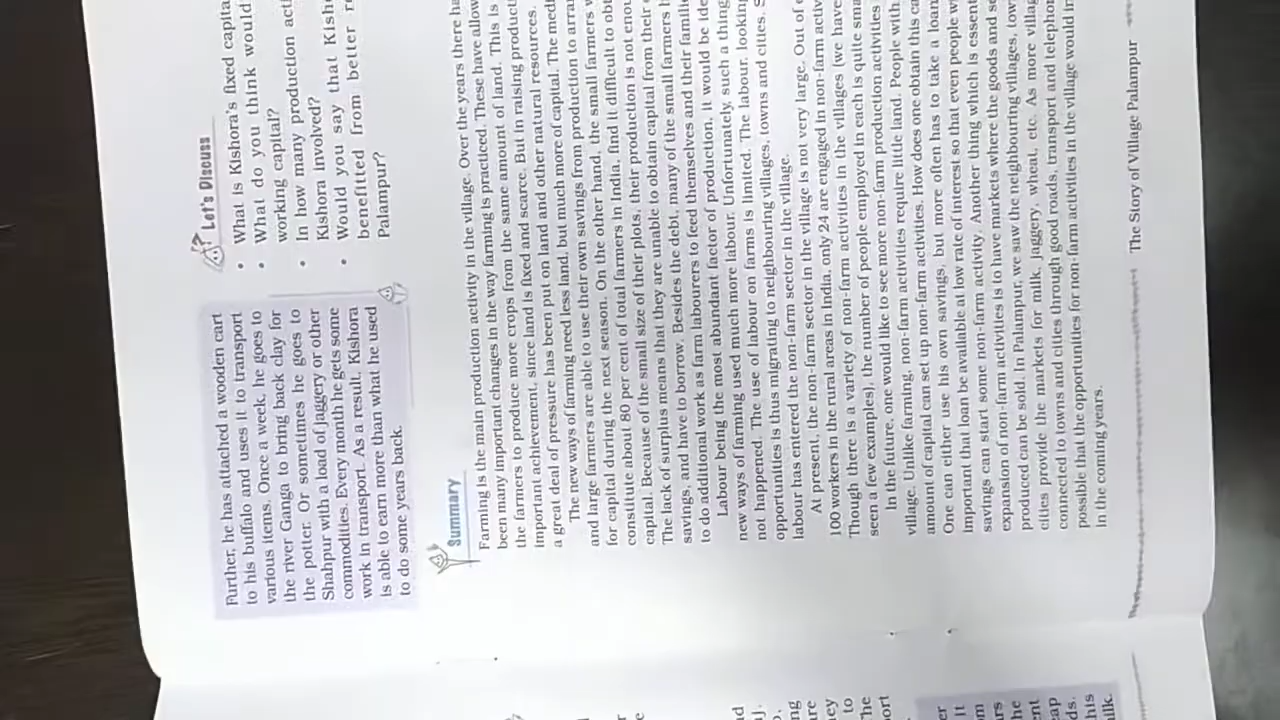 Further, he has attached a wooden cart
to his buffalo and uses it to transport
various items. Once a week, he goes to
the river Ganga to bring back clay for
the potter. Or sometimes he goes to
Shahpur with a load of jaggery or other
commodities. Every month he gets some
work in transport. As a result, Kishora
is able to earn more than what he used
to do some years back.
Let's Discuss
• What is Kishora's fixed
• What do you think would
working capital?
• In how many production
Kishora involved?
• Would you say that
benefitted from better
Palampur?
Summary
Farming is the main production activity in the village. Over the years there
been many important changes in the way farming is practiced. These have
the farmers to produce more crops from the same amount of land. This is
important achievement, since land is fixed and scarce. But in raising
a great deal of pressure has been put on land and other natural resources.
The new ways of farming need less land, but much more of capital. The
and large farmers are able to use their own savings from production to
for capital during the next season. On the other hand, the small farmers
constitute about 80 per cent of total farmers in India, find it difficult to
capital. Because of the small size of their plots, their production is not
The lack of surplus means that they are unable to obtain capital from their
savings, and have to borrow. Besides the debt, many of the small farmers
to do additional work as farm labourers to feed themselves and their
Labour being the most abundant factor of production, it would be
new ways of farming used much more labour. Unfortunately, such a
not happened. The use of labour on farms is limited. The labour, looking
opportunities is thus migrating to neighbouring villages, towns and cities.
labour has entered the non-farm sector in the village.
At present, the non-farm sector in the village is not very large. Out of
100 workers in the rural areas in India, only 24 are engaged in non-farm
Though there is a variety of non-farm activities in the villages (we have
seen a few examples), the number of people employed in each is quite
In the future, one would like to see more non-farm production activities
village. Unlike farming, non-farm activities require little land. People with
amount of capital can set up non-farm activities. How does one obtain this
One can either use his own savings, but more often has to take a loan
important that loan be available at low rate of interest so that even people
savings can start some non-farm activity. Another thing which is
expansion of non-farm activities is to have markets where the goods and
produced can be sold. In Palampur, we saw the neighbouring villages,
cities provide the markets for milk, jaggery, wheat, etc. As more
connected to towns and cities through good roads, transport and
possible that the opportunities for non-farm activities in the village would
in the coming years.
The Story of Village Palampur